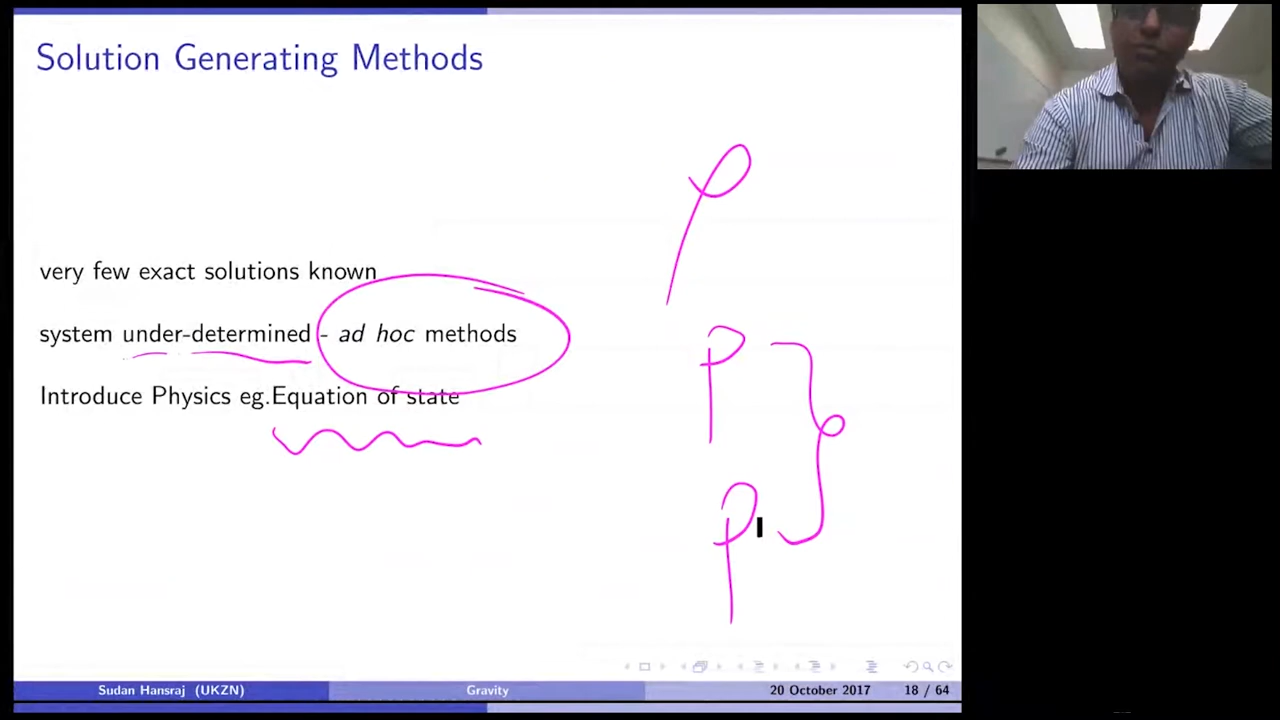 Solution Generating Methods
very few exact solutions known
system under-determined - ad hoc methods
Introduce Physics eg.Equation of state
ρ
p
p
Sudan Hansraj (UKZN)
Gravity
20 October 2017
18 / 64